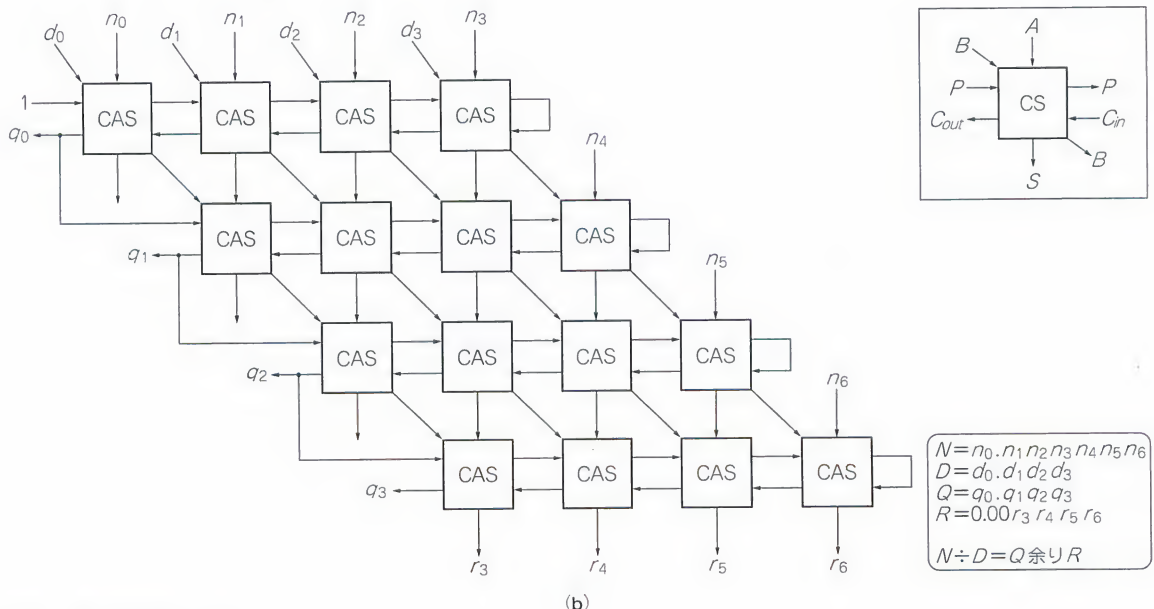 d0 n0 d1 n1 d2 n2 d3 n3
CAS CAS CAS CAS
1
q0
n4
CAS CAS CAS CAS
q1
n5
CAS CAS CAS CAS
q2
n6
CAS CAS CAS CAS
q3
r3 r4 r5 r6
(b)
A
B
P CS P
Cout Cin
B
S
N=n0.n1n2n3n4n5n6
D=d0.d1d2d3
Q=q0.q1q2q3
R=0.00r3r4r5r6
N÷D=Q余りR